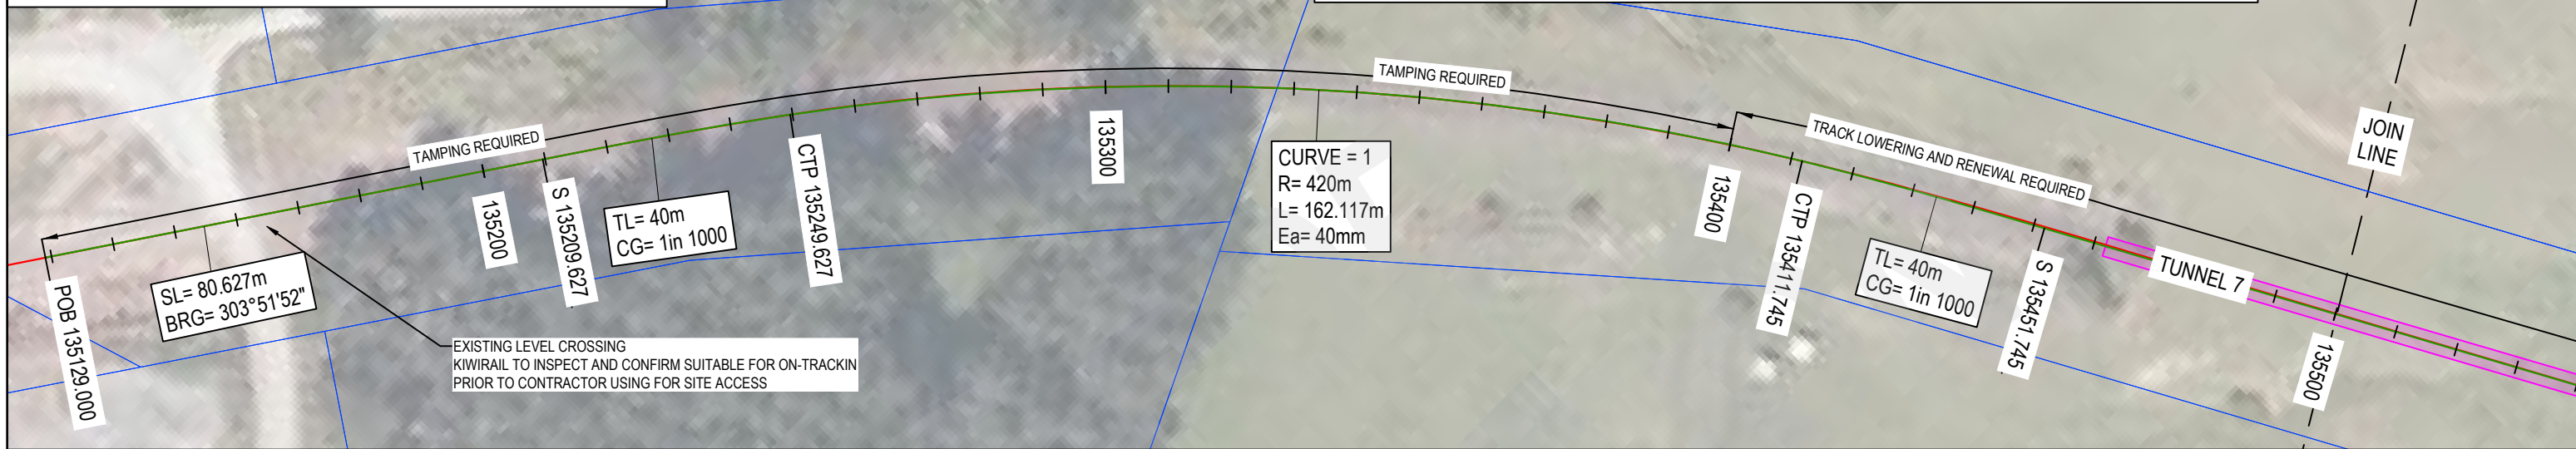 TAMPING REQUIRED
TAMPING REQUIRED
TRACK LOWERING AND RENEWAL REQUIRED
JOIN
LINE
POB 135129.000
SL= 80.627m
BRG= 303°51'52"
135200
S 135209.627
TL= 40m
CG= 1in 1000
CTP 135249.627
135300
CURVE = 1
R= 420m
L= 162.117m
Ea= 40mm
135400
CTP 135411.745
TL= 40m
CG= 1in 1000
S 135451.745
TUNNEL 7
135500
EXISTING LEVEL CROSSING
KIWIRAIL TO INSPECT AND CONFIRM SUITABLE FOR ON-TRACKIN
PRIOR TO CONTRACTOR USING FOR SITE ACCESS